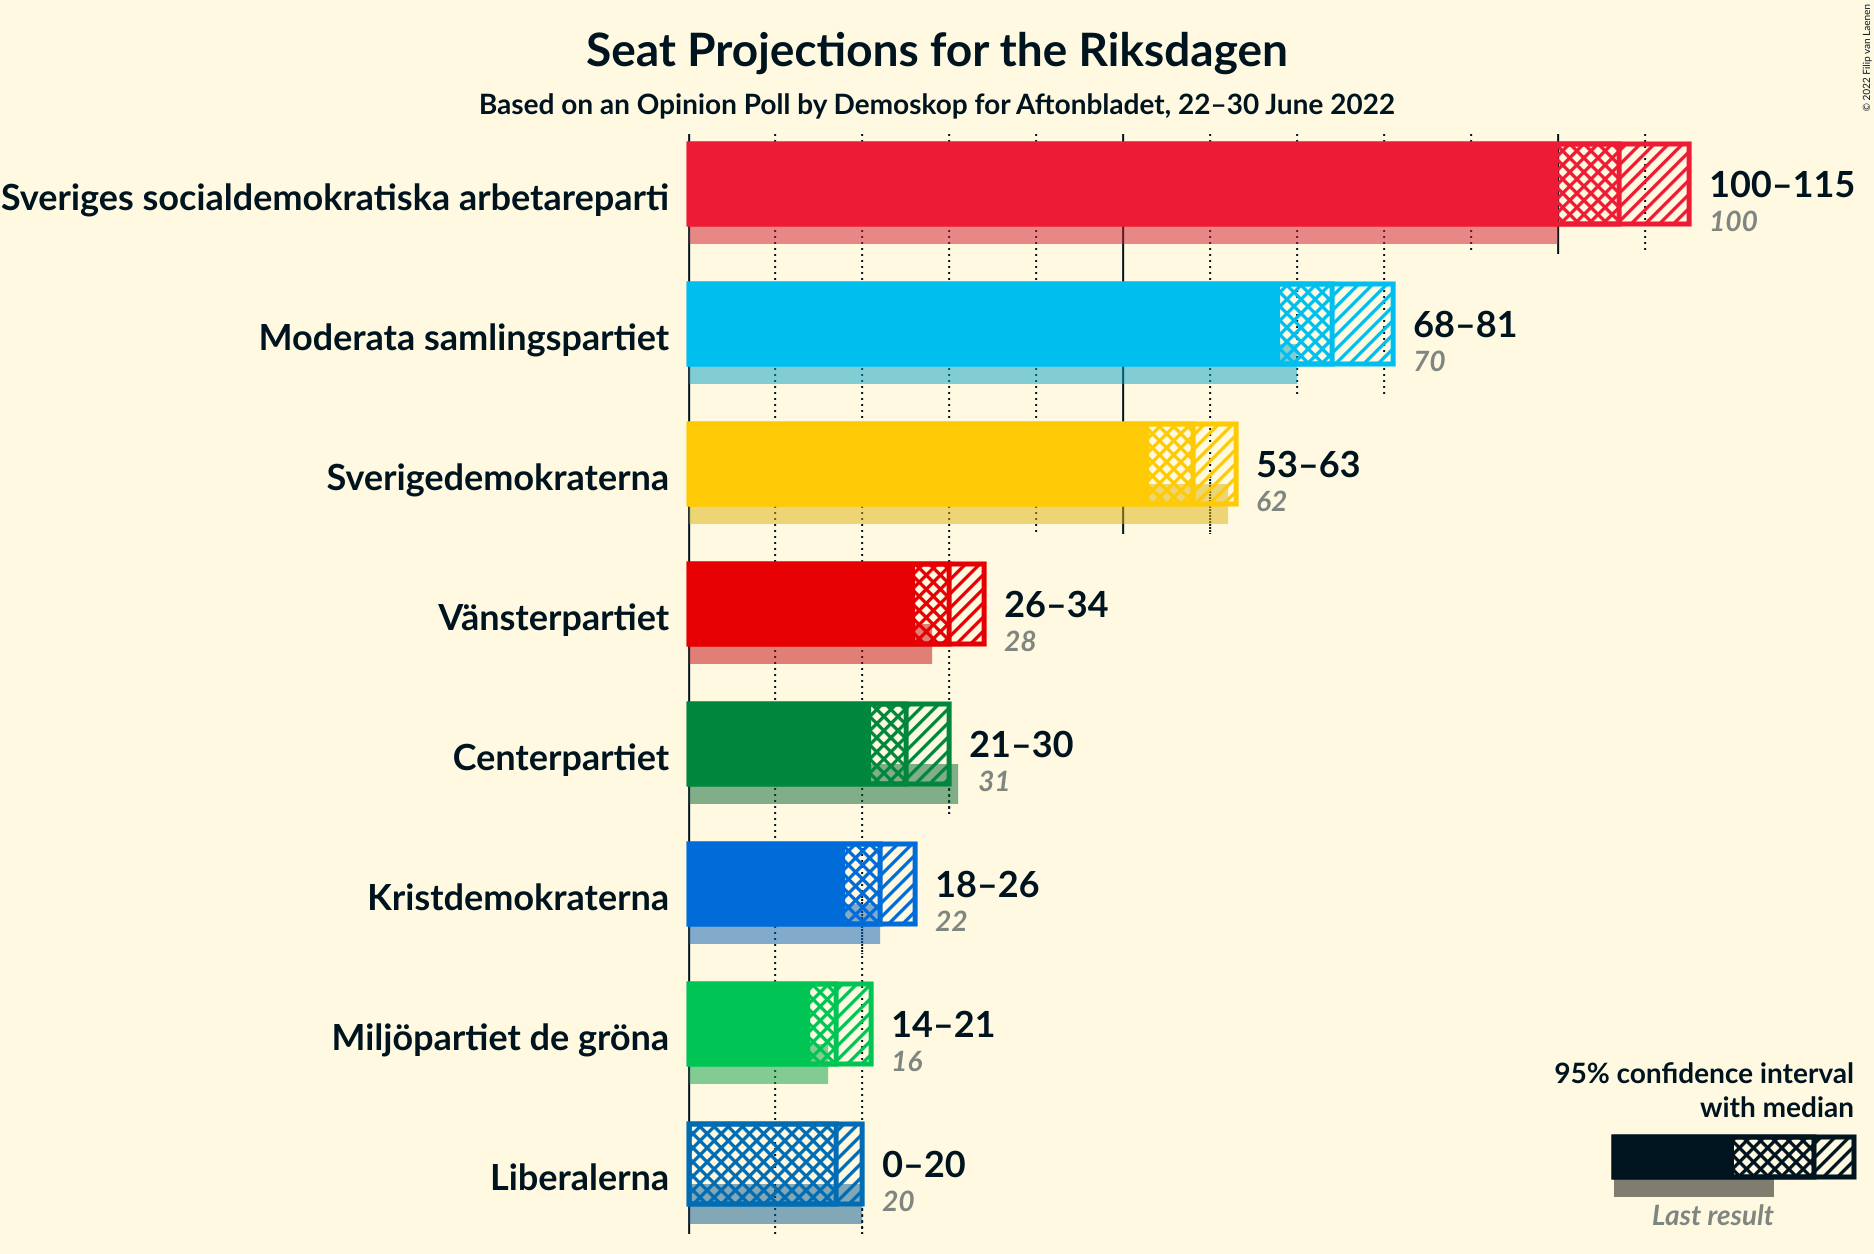 Seat Projections for the Riksdagen
Based on an Opinion Poll by Demoskop for Aftonbladet, 22–30 June 2022
© 2022 Filip van Laenen
Sveriges socialdemokratiska arbetareparti
100–115
100
Moderata samlingspartiet
68–81
70
Sverigedemokraterna
53–63
62
Vänsterpartiet
26–34
28
Centerpartiet
21–30
31
Kristdemokraterna
18–26
22
Miljöpartiet de gröna
14–21
16
Liberalerna
0–20
20
95% confidence interval
with median
Last result